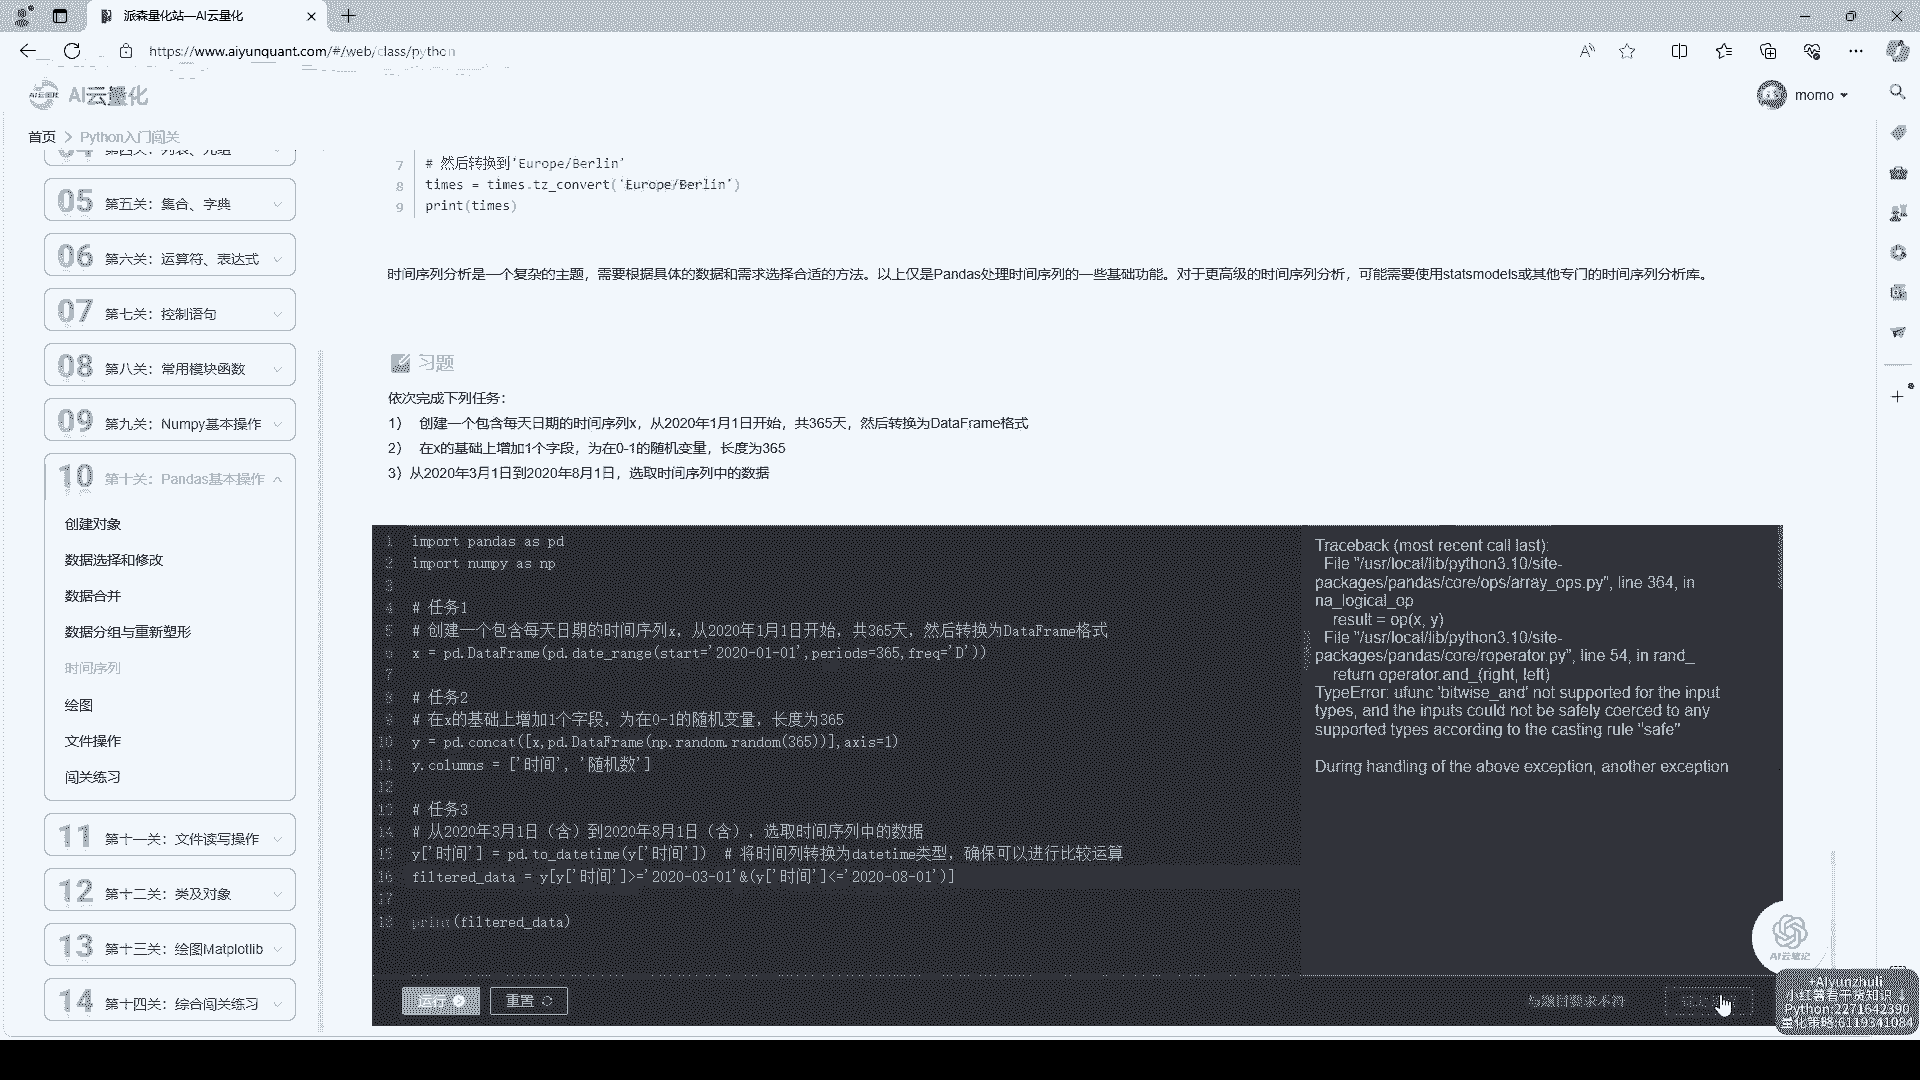 派森量化站—AI云量化
https://www.aiyunquant.com/#/web/class/python
AI云量化
momo
首页 > Python入门闯关
04 第四关：列表、元组
05 第五关：集合、字典
06 第六关：运算符、表达式
07 第七关：控制语句
08 第八关：常用模块函数
09 第九关：Numpy基本操作
10 第十关：Pandas基本操作
创建对象
数据选择和修改
数据合并
数据分组与重新塑形
时间序列
绘图
文件操作
闯关练习
11 第十一关：文件读写操作
12 第十二关：类及对象
13 第十三关：绘图Matplotlib
14 第十四关：综合闯关练习
7 # 然后转换到'Europe/Berlin'
8 times = times.tz_convert('Europe/Berlin')
9 print(times)
时间序列分析是一个复杂的主题，需要根据具体的数据和需求选择合适的方法。以上仅是Pandas处理时间序列的一些基础功能。对于更高级的时间序列分析，可能需要使用statsmodels或其他专门的时间序列分析库。
习题
依次完成下列任务：
1） 创建一个包含每天日期的时间序列x，从2020年1月1日开始，共365天，然后转换为DataFrame格式
2） 在x的基础上增加1个字段，为在0-1的随机变量，长度为365
3）从2020年3月1日到2020年8月1日，选取时间序列中的数据
1 import pandas as pd
2 import numpy as np
3
4 # 任务1
5 # 创建一个包含每天日期的时间序列x，从2020年1月1日开始，共365天，然后转换为DataFrame格式
6 x = pd.DataFrame(pd.date_range(start='2020-01-01',periods=365,freq='D'))
7
8 # 任务2
9 # 在x的基础上增加1个字段，为在0-1的随机变量，长度为365
10 y = pd.concat([x,pd.DataFrame(np.random.random(365))],axis=1)
11 y.columns = ['时间', '随机数']
12
13 # 任务3
14 # 从2020年3月1日（含）到2020年8月1日（含），选取时间序列中的数据
15 y['时间'] = pd.to_datetime(y['时间']) # 将时间列转换为datetime类型，确保可以进行比较运算
16 filtered_data = y[y['时间']>='2020-03-01'&(y['时间']<='2020-08-01')]
17
18 print(filtered_data)
Traceback (most recent call last):
File "/usr/local/lib/python3.10/site-
packages/pandas/core/ops/array_ops.py", line 364, in
na_logical_op
result = op(x, y)
File "/usr/local/lib/python3.10/site-
packages/pandas/core/roperator.py", line 54, in rand_
return operator.and_(right, left)
TypeError: ufunc 'bitwise_and' not supported for the input
types, and the inputs could not be safely coerced to any
supported types according to the casting rule ''safe''
During handling of the above exception, another exception
运行
重置
与题目要求不符
AI云笔记
+Aiyunzhuli
小红薯看干货知识 ↓
Python:2271642390
量化策略:6119341084